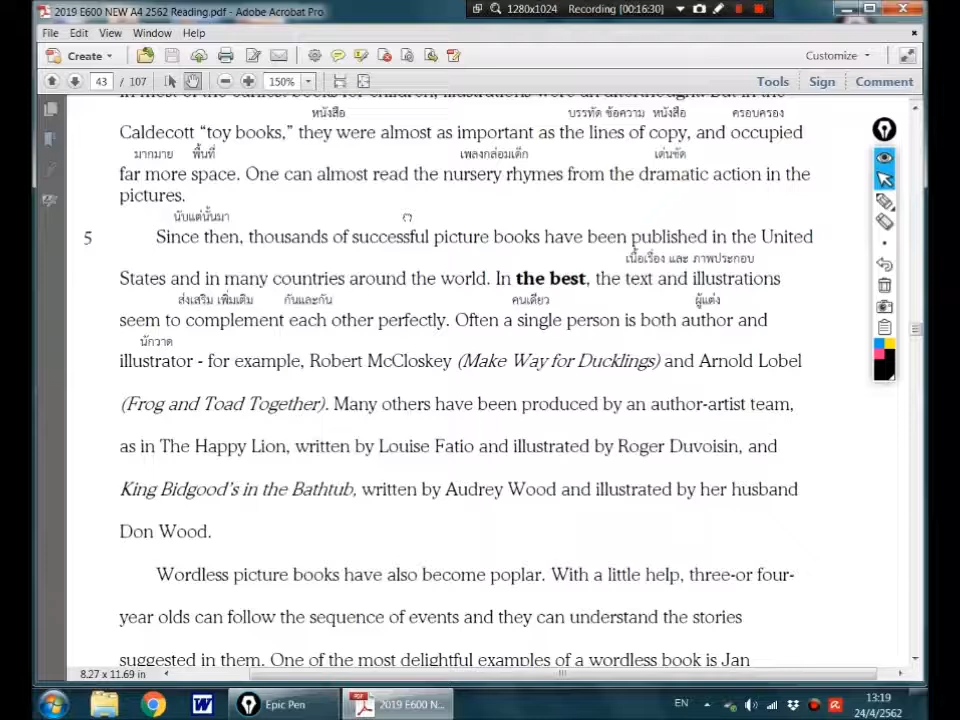 2019 E600 NEW A4 2562 Reading.pdf - Adobe Acrobat Pro
1280x1024 Recording [00:16:30]
File Edit View Window Help
Create Customize
43 / 107 150% Tools Sign Comment
in most of the earliest books for children, illustrations were an afterthought. But in the
หนังสือ บรรทัด ข้อความ หนังสือ ครอบครอง
Caldecott “toy books,” they were almost as important as the lines of copy, and occupied
มากมาย พื้นที่ เพลงกล่อมเด็ก เด่นชัด
far more space. One can almost read the nursery rhymes from the dramatic action in the
pictures.
นับแต่นั้นมา
5 Since then, thousands of successful picture books have been published in the United
เนื้อเรื่อง และ ภาพประกอบ
States and in many countries around the world. In the best, the text and illustrations
ส่งเสริม เพิ่มเติม กันและกัน คนเดียว ผู้แต่ง
seem to complement each other perfectly. Often a single person is both author and
นักวาด
illustrator - for example, Robert McCloskey (Make Way for Ducklings) and Arnold Lobel
(Frog and Toad Together). Many others have been produced by an author-artist team,
as in The Happy Lion, written by Louise Fatio and illustrated by Roger Duvoisin, and
King Bidgood’s in the Bathtub, written by Audrey Wood and illustrated by her husband
Don Wood.
Wordless picture books have also become poplar. With a little help, three-or four-
year olds can follow the sequence of events and they can understand the stories
suggested in them. One of the most delightful examples of a wordless book is Jan
8.27 x 11.69 in
Epic Pen 2019 E600 N... EN 13:19
24/4/2562